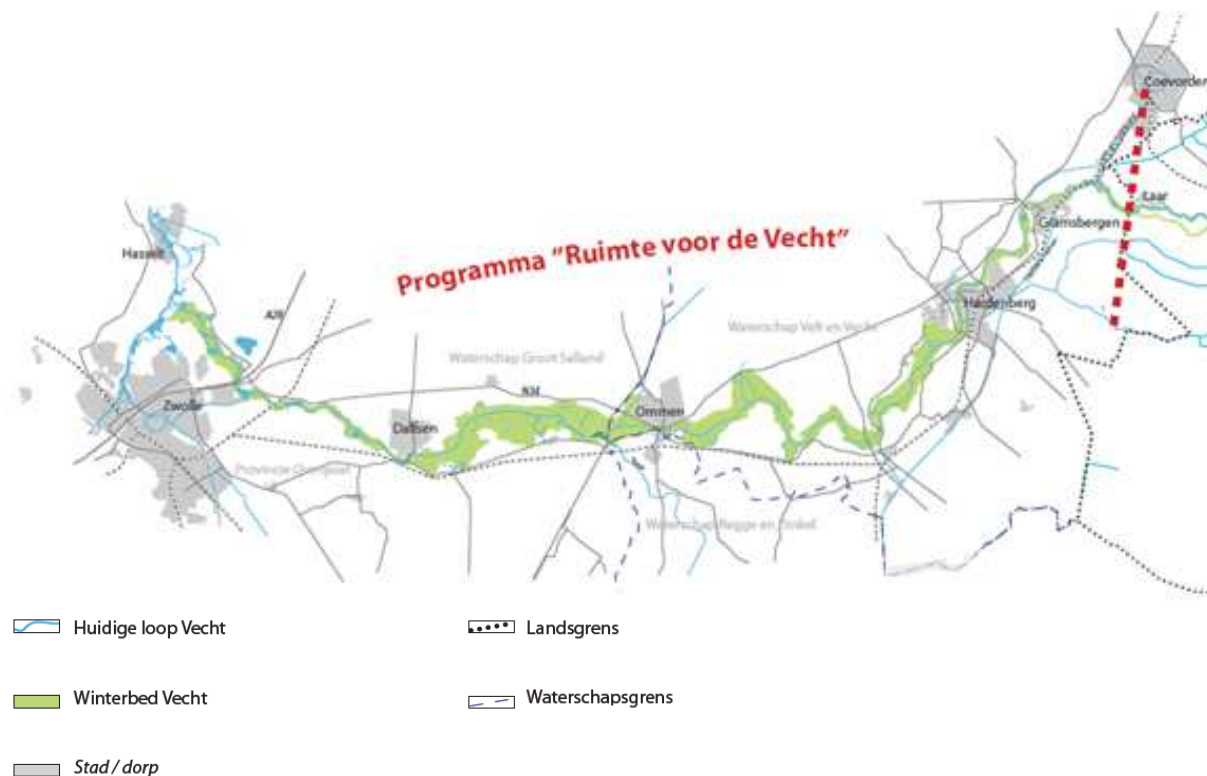 Coevorden
Laar
Gramsbergen
Hasselt
Programma "Ruimte voor de Vecht"
Hardenberg
A28
Waterschap Velt en Vecht
Waterschap Groot Salland
N34
Zwolle
Ommen
Dalfsen
Provincie Overijssel
Waterschap Regge en Dinkel
Huidige loop Vecht
Landsgrens
Winterbed Vecht
Waterschapsgrens
Stad / dorp